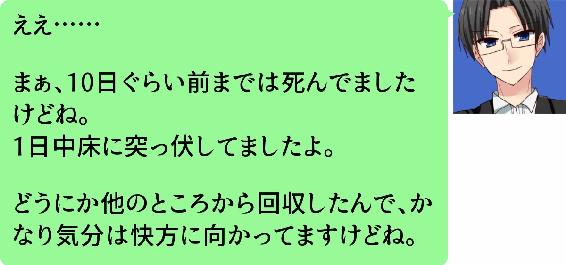 ええ……
まぁ、10日ぐらい前までは死んでました
けどね。
1日中床に突っ伏してましたよ。
どうにか他のところから回収したんで、か
なり気分は快方に向かってますけどね。